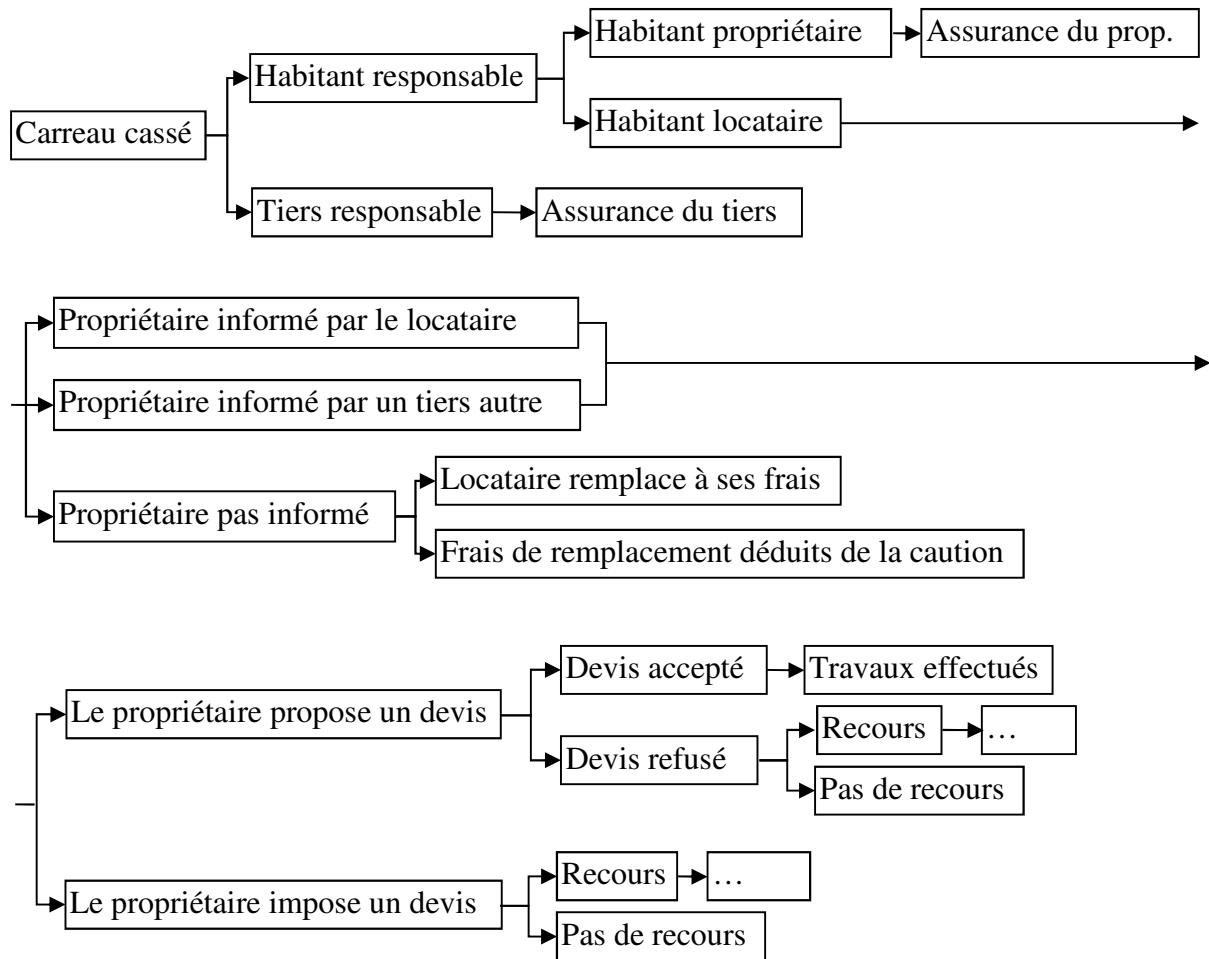 Habitant propriétaire
Assurance du prop.
Habitant responsable
Habitant locataire
Carreau cassé
Tiers responsable
Assurance du tiers
Propriétaire informé par le locataire
Propriétaire informé par un tiers autre
Propriétaire pas informé
Locataire remplace à ses frais
Frais de remplacement déduits de la caution
Le propriétaire propose un devis
Devis accepté
Travaux effectués
Devis refusé
Recours
…
Pas de recours
Le propriétaire impose un devis
Recours
…
Pas de recours